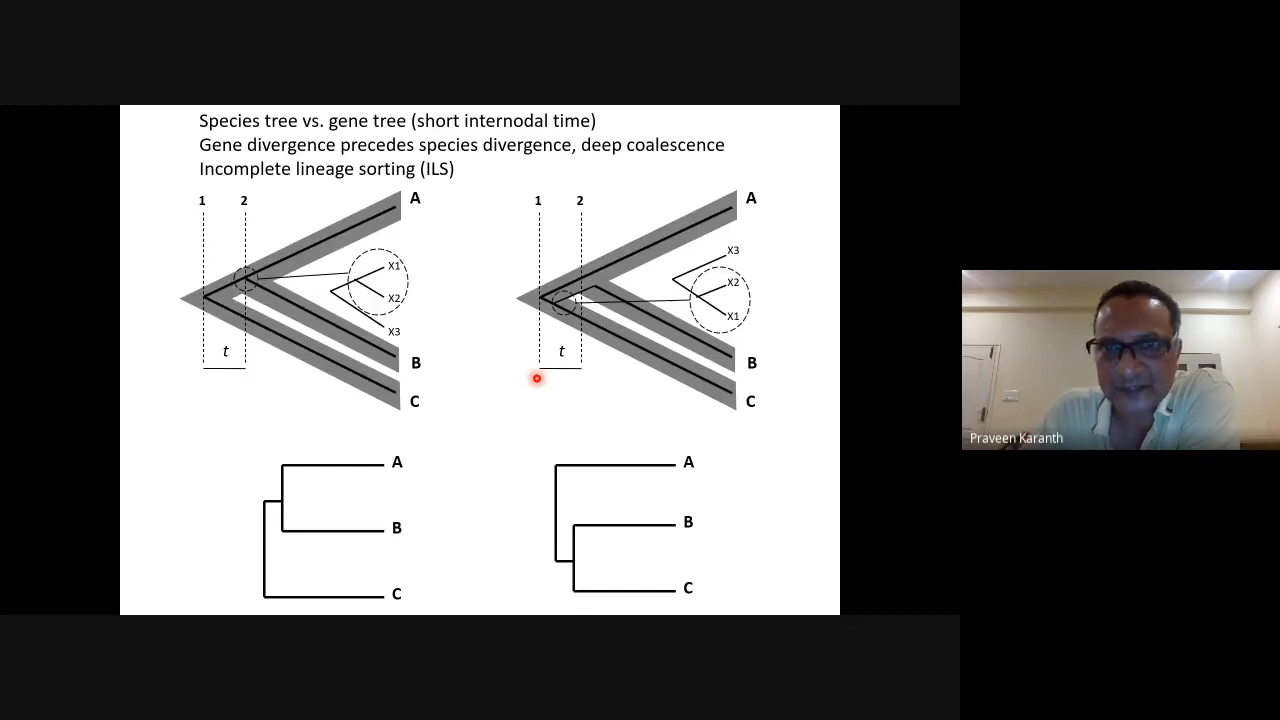 Species tree vs. gene tree (short internodal time)
Gene divergence precedes species divergence, deep coalescence
Incomplete lineage sorting (ILS)
1 2 A
X1
X2
X3
t
B
C
1 2 A
X3
X2
X1
t
B
C
A
B
C
A
B
C
Praveen Karanth